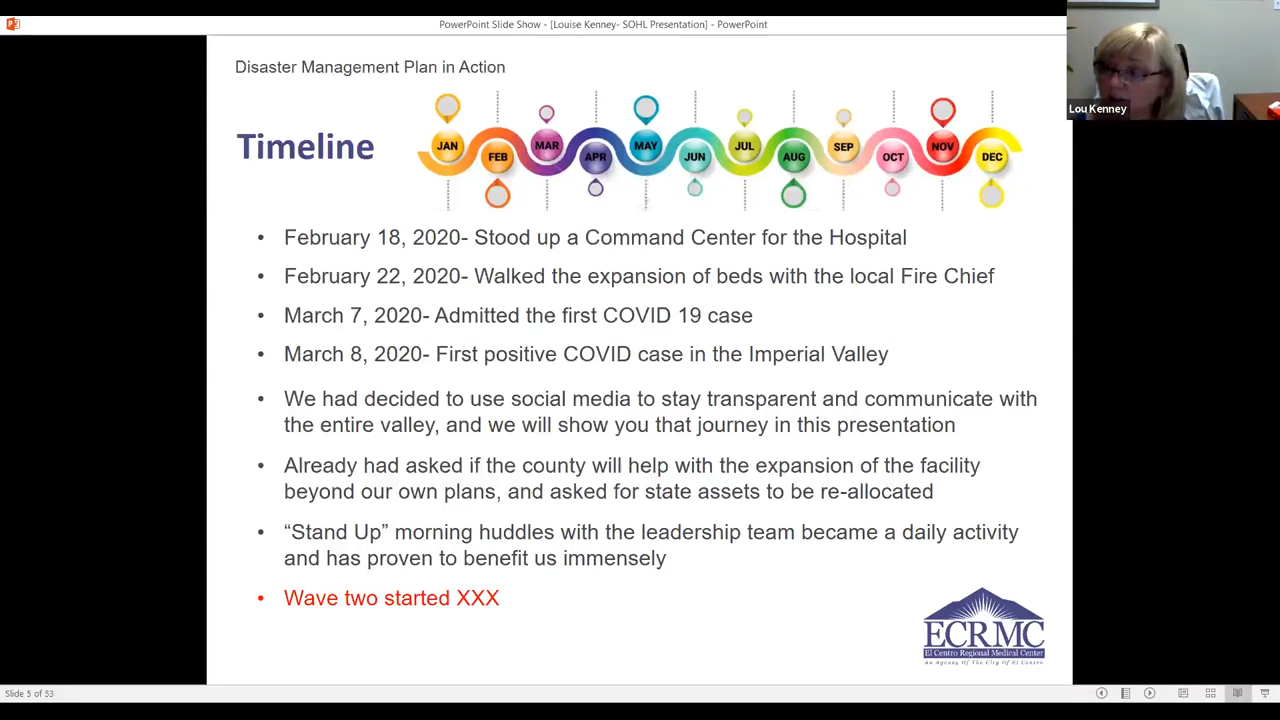 PowerPoint Slide Show - [Louise Kenney- SOHL Presentation] - PowerPoint
Lou Kenney
Disaster Management Plan in Action
Timeline
JAN FEB MAR APR MAY JUN JUL AUG SEP OCT NOV DEC
• February 18, 2020- Stood up a Command Center for the Hospital
• February 22, 2020- Walked the expansion of beds with the local Fire Chief
• March 7, 2020- Admitted the first COVID 19 case
• March 8, 2020- First positive COVID case in the Imperial Valley
• We had decided to use social media to stay transparent and communicate with
the entire valley, and we will show you that journey in this presentation
• Already had asked if the county will help with the expansion of the facility
beyond our own plans, and asked for state assets to be re-allocated
• “Stand Up” morning huddles with the leadership team became a daily activity
and has proven to benefit us immensely
• Wave two started XXX
ECRMC
El Centro Regional Medical Center
An Agency Of The City Of El Centro
Slide 5 of 53